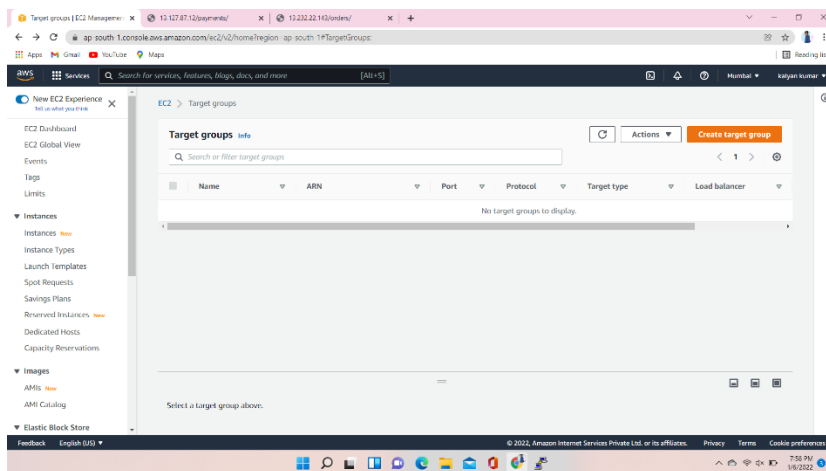 Target groups | EC2 Managemen
13.127.87.12/payments/
13.232.22.143/orders/
ap-south-1.console.aws.amazon.com/ec2/v2/home?region=ap-south-1#TargetGroups:
Apps Gmail YouTube Maps Reading lis
aws Services Search for services, features, blogs, docs, and more [Alt+S] Mumbai kalyan kumar
New EC2 Experience
Tell us what you think
EC2 Dashboard
EC2 Global View
Events
Tags
Limits
Instances
Instances New
Instance Types
Launch Templates
Spot Requests
Savings Plans
Reserved Instances New
Dedicated Hosts
Capacity Reservations
Images
AMIs New
AMI Catalog
Elastic Block Store
EC2 > Target groups
Target groups Info
Actions
Create target group
Search or filter target groups
1
Name ARN Port Protocol Target type Load balancer
No target groups to display.
Select a target group above.
Feedback English (US) © 2022, Amazon Internet Services Private Ltd. or its affiliates. Privacy Terms Cookie preferences
7:58 PM
1/6/2022